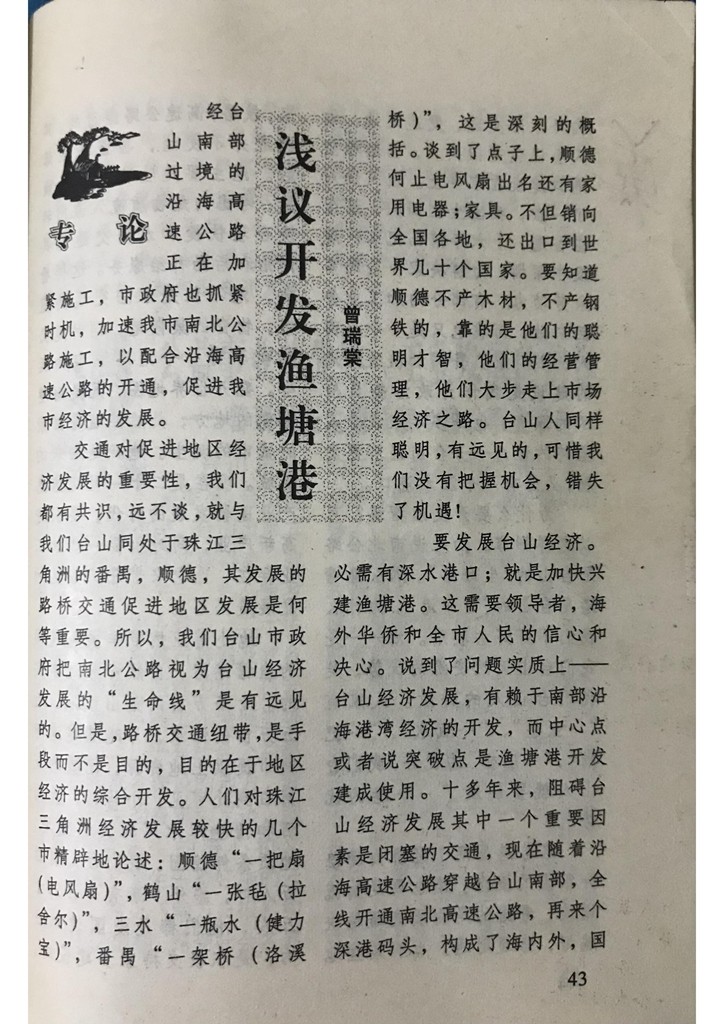 专论
浅议开发渔塘港
曾瑞棠
经台
山南部
过境的
沿海高
速公路
正在加
紧施工，市政府也抓紧
时机，加速我市南北公
路施工，以配合沿海高
速公路的开通，促进我
市经济的发展。
交通对促进地区经
济发展的重要性，我们
都有共识，远不谈，就与
我们台山同处于珠江三
角洲的番禺，顺德，其发展的
路桥交通促进地区发展是何
等重要。所以，我们台山市政
府把南北公路视为台山经济
发展的“生命线”是有远见
的。但是，路桥交通纽带，是手
段而不是目的，目的在于地区
经济的综合开发。人们对珠江
三角洲经济发展较快的几个
市精辟地论述：顺德“一把扇
(电风扇)”，鹤山“一张毡（拉
舍尔)”，三水“一瓶水（健力
宝)”，番禺“一架桥（洛溪
桥)”，这是深刻的概
括。谈到了点子上，顺德
何止电风扇出名还有家
用电器；家具。不但销向
全国各地，还出口到世
界几十个国家。要知道
顺德不产木材，不产钢
铁的，靠的是他们的聪
明才智，他们的经营管
理，他们大步走上市场
经济之路。台山人同样
聪明，有远见的，可惜我
们没有把握机会，错失
了机遇!
要发展台山经济。
必需有深水港口；就是加快兴
建渔塘港。这需要领导者，海
外华侨和全市人民的信心和
决心。说到了问题实质上——
台山经济发展，有赖于南部沿
海港湾经济的开发，而中心点
或者说突破点是渔塘港开发
建成使用。十多年来，阻碍台
山经济发展其中一个重要因
素是闭塞的交通，现在随着沿
海高速公路穿越台山南部，全
线开通南北高速公路，再来个
深港码头，构成了海内外，国
43